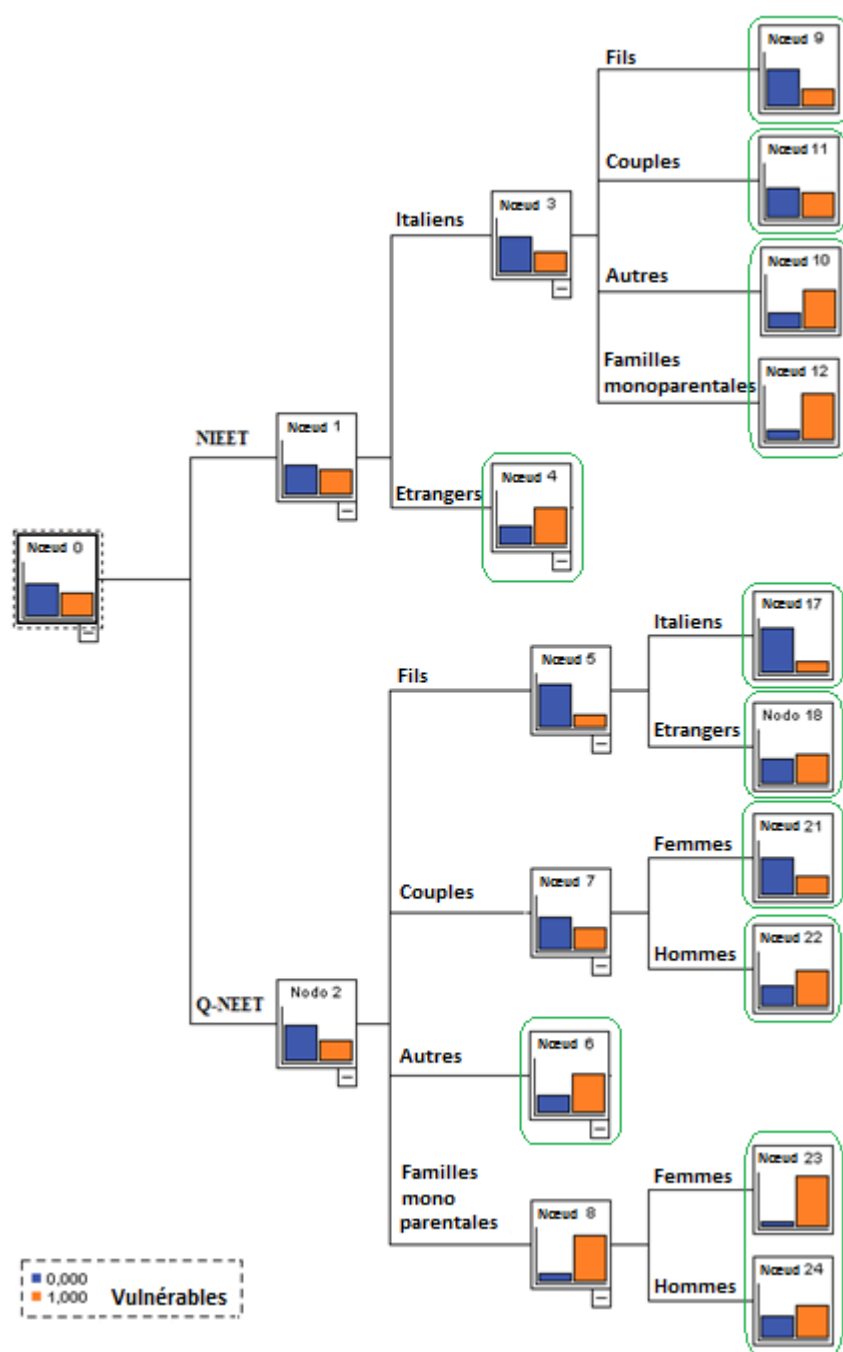 Nœud 9
Fils
Couples
Nœud 11
Nœud 3
Italiens
Nœud 10
Autres
Familles
monoparentales
Nœud 12
NIEET
Nœud 1
Etrangers
Nœud 4
Nœud 0
Nœud 17
Italiens
Nœud 5
Fils
Etrangers
Nodo 18
Nœud 21
Femmes
Nœud 7
Couples
Nœud 22
Hommes
Q-NEET
Nodo 2
Nœud 6
Autres
Nœud 23
Femmes
Familles
mono
parentales
Nœud 8
Nœud 24
Hommes
0,000
1,000 Vulnérables